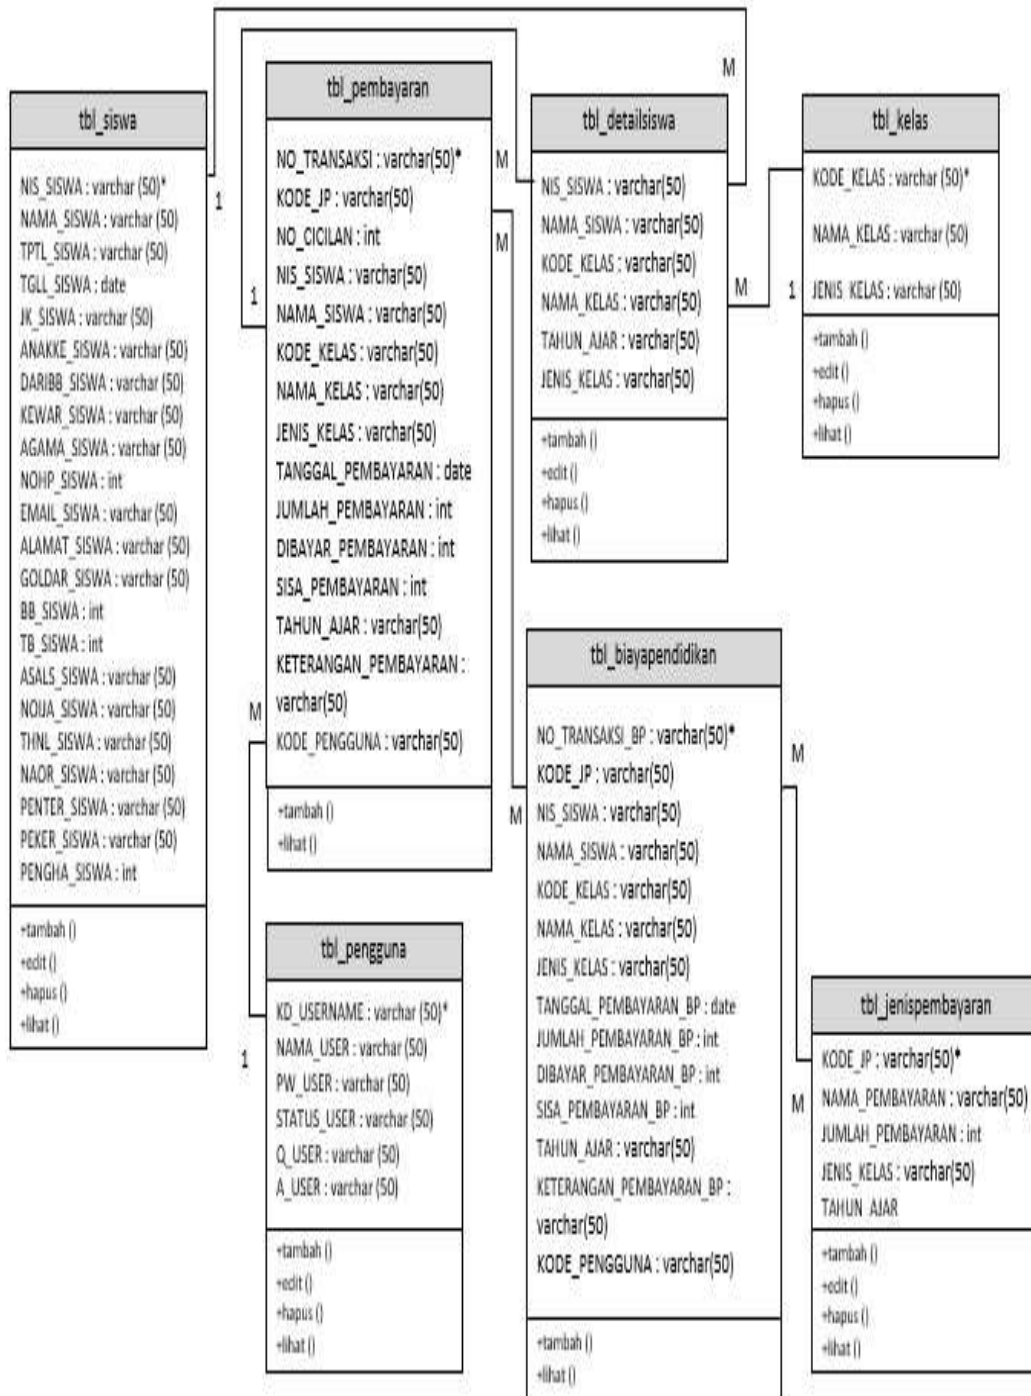 tbl_siswa
NIS_SISWA : varchar (50)*
NAMA_SISWA : varchar (50)
TPTL_SISWA : varchar (50)
TGLL_SISWA : date
JK_SISWA : varchar (50)
ANAKKE_SISWA : varchar (50)
DARIBB_SISWA : varchar (50)
KEWAR_SISWA : varchar (50)
AGAMA_SISWA : varchar (50)
NOHP_SISWA : int
EMAIL_SISWA : varchar (50)
ALAMAT_SISWA : varchar (50)
GOLDAR_SISWA : varchar (50)
BB_SISWA : int
TB_SISWA : int
ASALS_SISWA : varchar (50)
NOIJA_SISWA : varchar (50)
THNL_SISWA : varchar (50)
NAOR_SISWA : varchar (50)
PENTER_SISWA : varchar (50)
PEKER_SISWA : varchar (50)
PENGHA_SISWA : int
+tambah ()
+edit ()
+hapus ()
+lihat ()
1
1
tbl_pembayaran
NO_TRANSAKSI : varchar(50)*
KODE_JP : varchar(50)
NO_CICILAN : int
NIS_SISWA : varchar(50)
NAMA_SISWA : varchar(50)
KODE_KELAS : varchar(50)
NAMA_KELAS : varchar(50)
JENIS_KELAS : varchar(50)
TANGGAL_PEMBAYARAN : date
JUMLAH_PEMBAYARAN : int
DIBAYAR_PEMBAYARAN : int
SISA_PEMBAYARAN : int
TAHUN_AJAR : varchar(50)
KETERANGAN_PEMBAYARAN :
varchar(50)
KODE_PENGGUNA : varchar(50)
+tambah ()
+lihat ()
M
M
M
M
tbl_detailsiswa
NIS_SISWA : varchar(50)
NAMA_SISWA : varchar(50)
KODE_KELAS : varchar(50)
NAMA_KELAS : varchar(50)
TAHUN_AJAR : varchar(50)
JENIS_KELAS : varchar(50)
+tambah ()
+edit ()
+hapus ()
+lihat ()
M
M
1
tbl_kelas
KODE_KELAS : varchar (50)*
NAMA_KELAS : varchar (50)
JENIS_KELAS : varchar (50)
+tambah ()
+edit ()
+hapus ()
+lihat ()
tbl_pengguna
KD_USERNAME : varchar (50)*
NAMA_USER : varchar (50)
PW_USER : varchar (50)
STATUS_USER : varchar (50)
Q_USER : varchar (50)
A_USER : varchar (50)
+tambah ()
+edit ()
+hapus ()
+lihat ()
1
tbl_biayapendidikan
NO_TRANSAKSI_BP : varchar(50)*
KODE_JP : varchar(50)
NIS_SISWA : varchar(50)
NAMA_SISWA : varchar(50)
KODE_KELAS : varchar(50)
NAMA_KELAS : varchar(50)
JENIS_KELAS : varchar(50)
TANGGAL_PEMBAYARAN_BP : date
JUMLAH_PEMBAYARAN_BP : int
DIBAYAR_PEMBAYARAN_BP : int
SISA_PEMBAYARAN_BP : int
TAHUN_AJAR : varchar(50)
KETERANGAN_PEMBAYARAN_BP :
varchar(50)
KODE_PENGGUNA : varchar(50)
+tambah ()
+lihat ()
M
M
tbl_jenispembayaran
KODE_JP : varchar(50)*
NAMA_PEMBAYARAN : varchar(50)
JUMLAH_PEMBAYARAN : int
JENIS_KELAS : varchar(50)
TAHUN_AJAR
+tambah ()
+edit ()
+hapus ()
+lihat ()